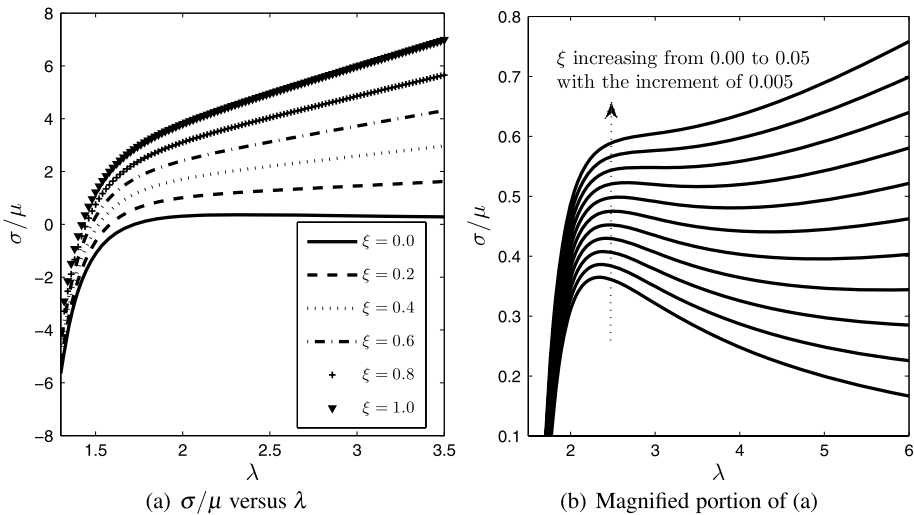 8
6
4
2
0
−2
−4
−6
−8
σ/μ
1.5
2
2.5
3
3.5
λ
ξ = 0.0
ξ = 0.2
ξ = 0.4
ξ = 0.6
ξ = 0.8
ξ = 1.0
(a) σ/μ versus λ
0.8
0.7
0.6
0.5
0.4
0.3
0.2
0.1
σ/μ
ξ increasing from 0.00 to 0.05
with the increment of 0.005
2
3
4
5
6
λ
(b) Magnified portion of (a)